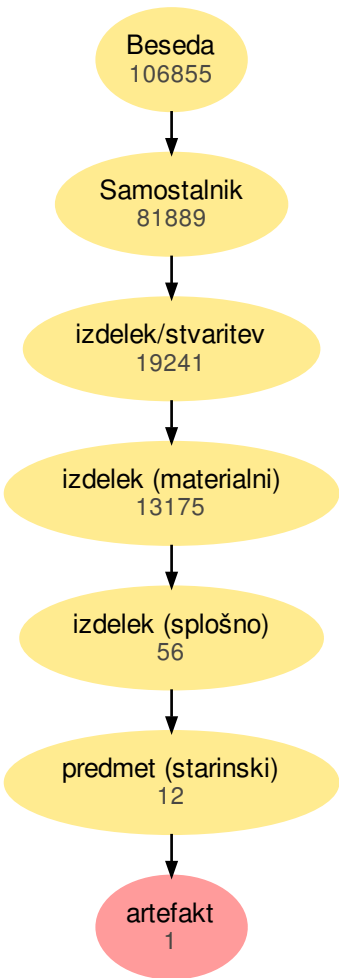 Beseda
106855
Samostalnik
81889
izdelek/stvaritev
19241
izdelek (materialni)
13175
izdelek (splošno)
56
predmet (starinski)
12
artefakt
1